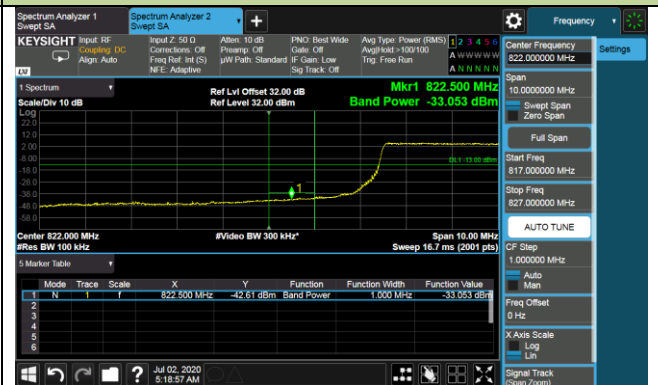 Spectrum Analyzer 1
Swept SA
Spectrum Analyzer 2
Swept SA
Frequency
KEYSIGHT
Input: RF
Coupling: DC
Align: Auto
Input Z: 50 Ω
Corrections: Off
Freq Ref: Int (S)
NFE: Adaptive
Atten: 10 dB
Preamp: Off
µW Path: Standard
PNO: Best Wide
Gate: Off
IF Gain: Low
Sig Track: Off
Avg Type: Power (RMS)
Avg|Hold:>100/100
Trig: Free Run
1 2 3 4 5 6
A W W W W W
A N N N N N
LXI
Center Frequency
822.000000 MHz
Settings
Span
10.0000000 MHz
Swept Span
Zero Span
Full Span
Start Freq
817.000000 MHz
Stop Freq
827.000000 MHz
AUTO TUNE
CF Step
1.000000 MHz
Auto
Man
Freq Offset
0 Hz
X Axis Scale
Log
Lin
Signal Track
(Span Zoom)
1 Spectrum
Scale/Div 10 dB
Ref Lvl Offset 32.00 dB
Ref Level 32.00 dBm
Mkr1 822.500 MHz
Band Power -33.053 dBm
Log
22.0
12.0
2.00
-8.00
-18.0
-28.0
-38.0
-48.0
-58.0
DL1 -13.00 dBm
1
Center 822.000 MHz
#Res BW 100 kHz
#Video BW 300 kHz*
Span 10.00 MHz
Sweep 16.7 ms (2001 pts)
5 Marker Table
Mode Trace Scale X Y Function Function Width Function Value
1 N 1 f 822.500 MHz -42.61 dBm Band Power 1.000 MHz -33.053 dBm
2
3
4
5
6
?
Jul 02, 2020
5:18:57 AM